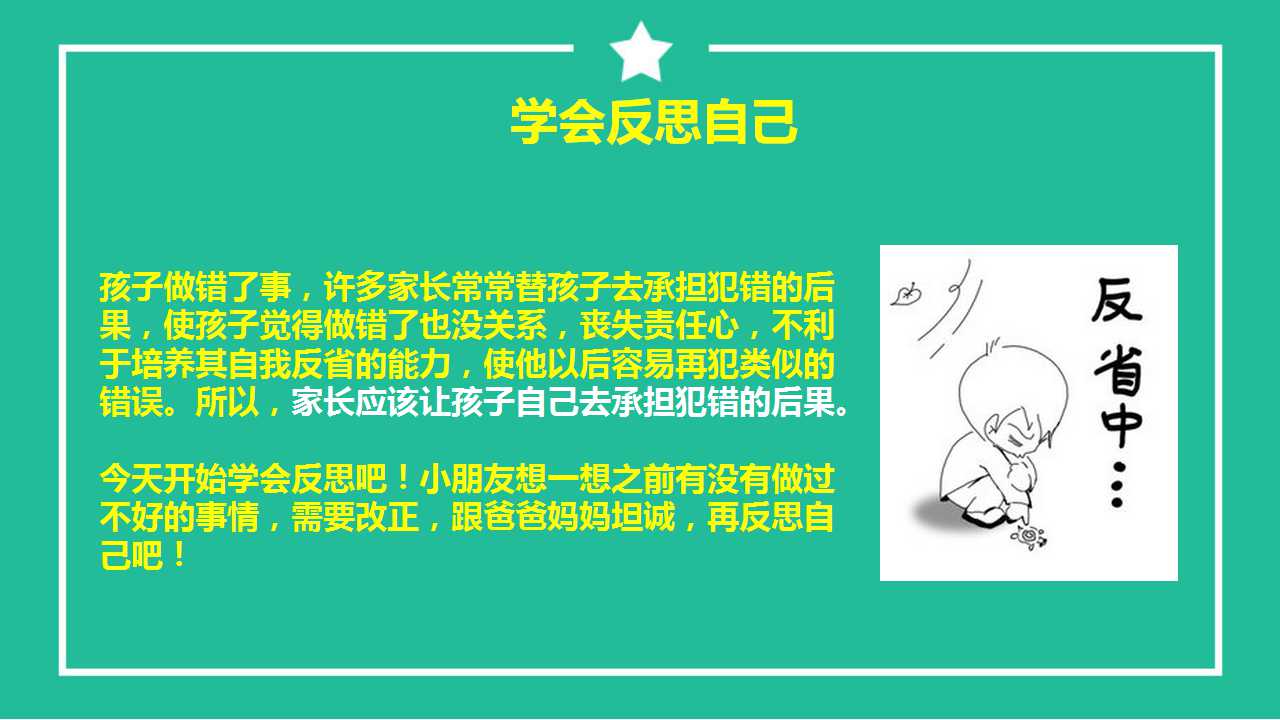 学会反思自己
孩子做错了事，许多家长常常替孩子去承担犯错的后
果，使孩子觉得做错了也没关系，丧失责任心，不利
于培养其自我反省的能力，使他以后容易再犯类似的
错误。所以，家长应该让孩子自己去承担犯错的后果。
今天开始学会反思吧！小朋友想一想之前有没有做过
不好的事情，需要改正，跟爸爸妈妈坦诚，再反思自
己吧！
反省中…